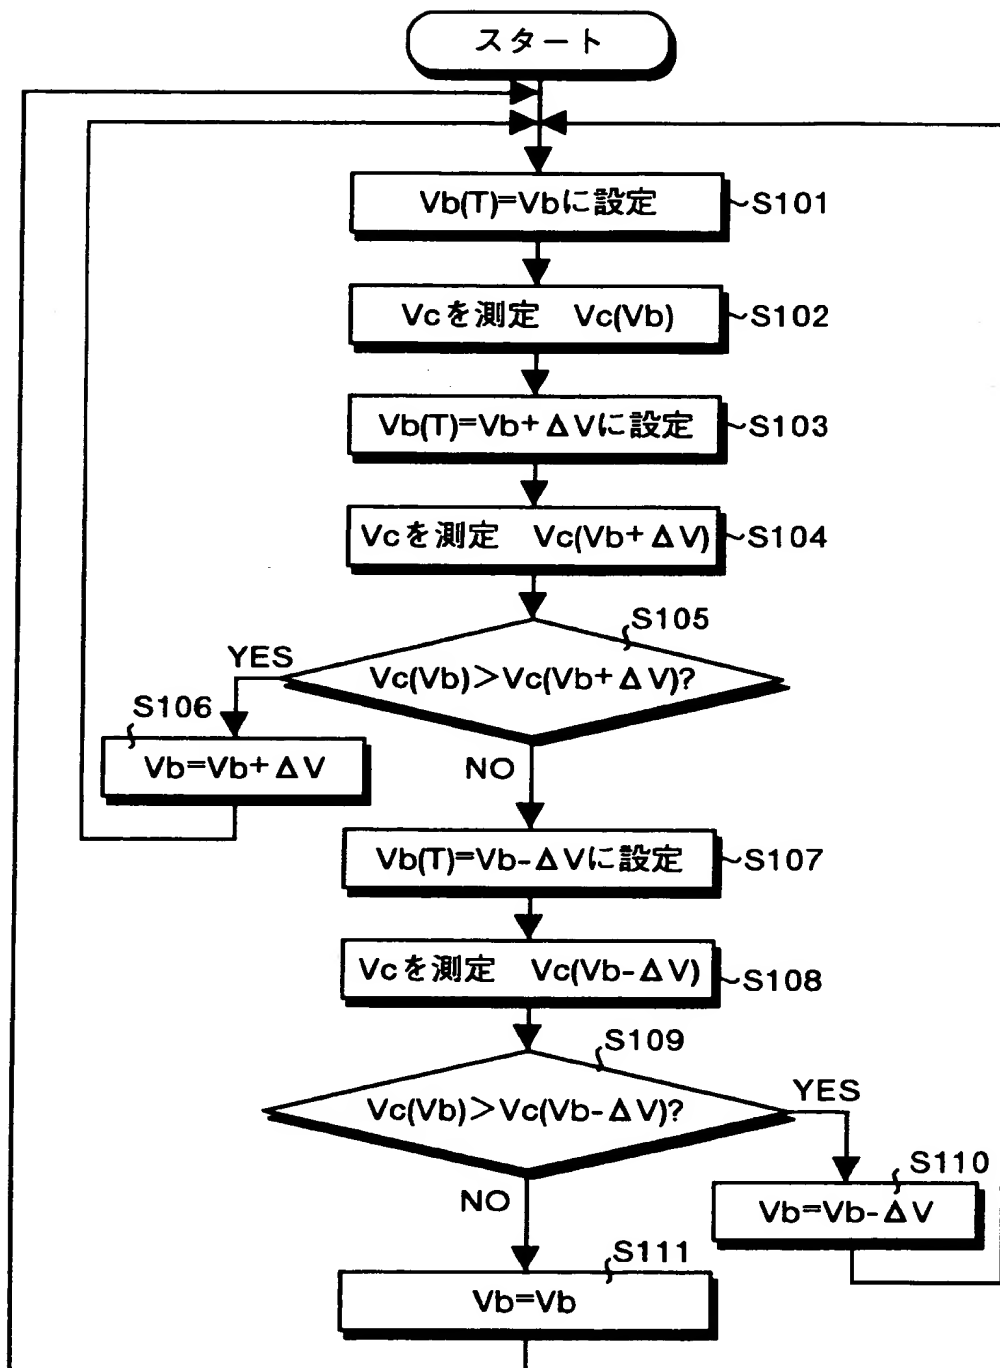 スタート
Vb(T)=Vbに設定
S101
Vcを測定 Vc(Vb)
S102
Vb(T)=Vb+ΔVに設定
S103
Vcを測定 Vc(Vb+ΔV)
S104
S105
Vc(Vb)>Vc(Vb+ΔV)?
YES
S106
Vb=Vb+ΔV
NO
Vb(T)=Vb-ΔVに設定
S107
Vcを測定 Vc(Vb-ΔV)
S108
S109
Vc(Vb)>Vc(Vb-ΔV)?
YES
S110
Vb=Vb-ΔV
NO
S111
Vb=Vb